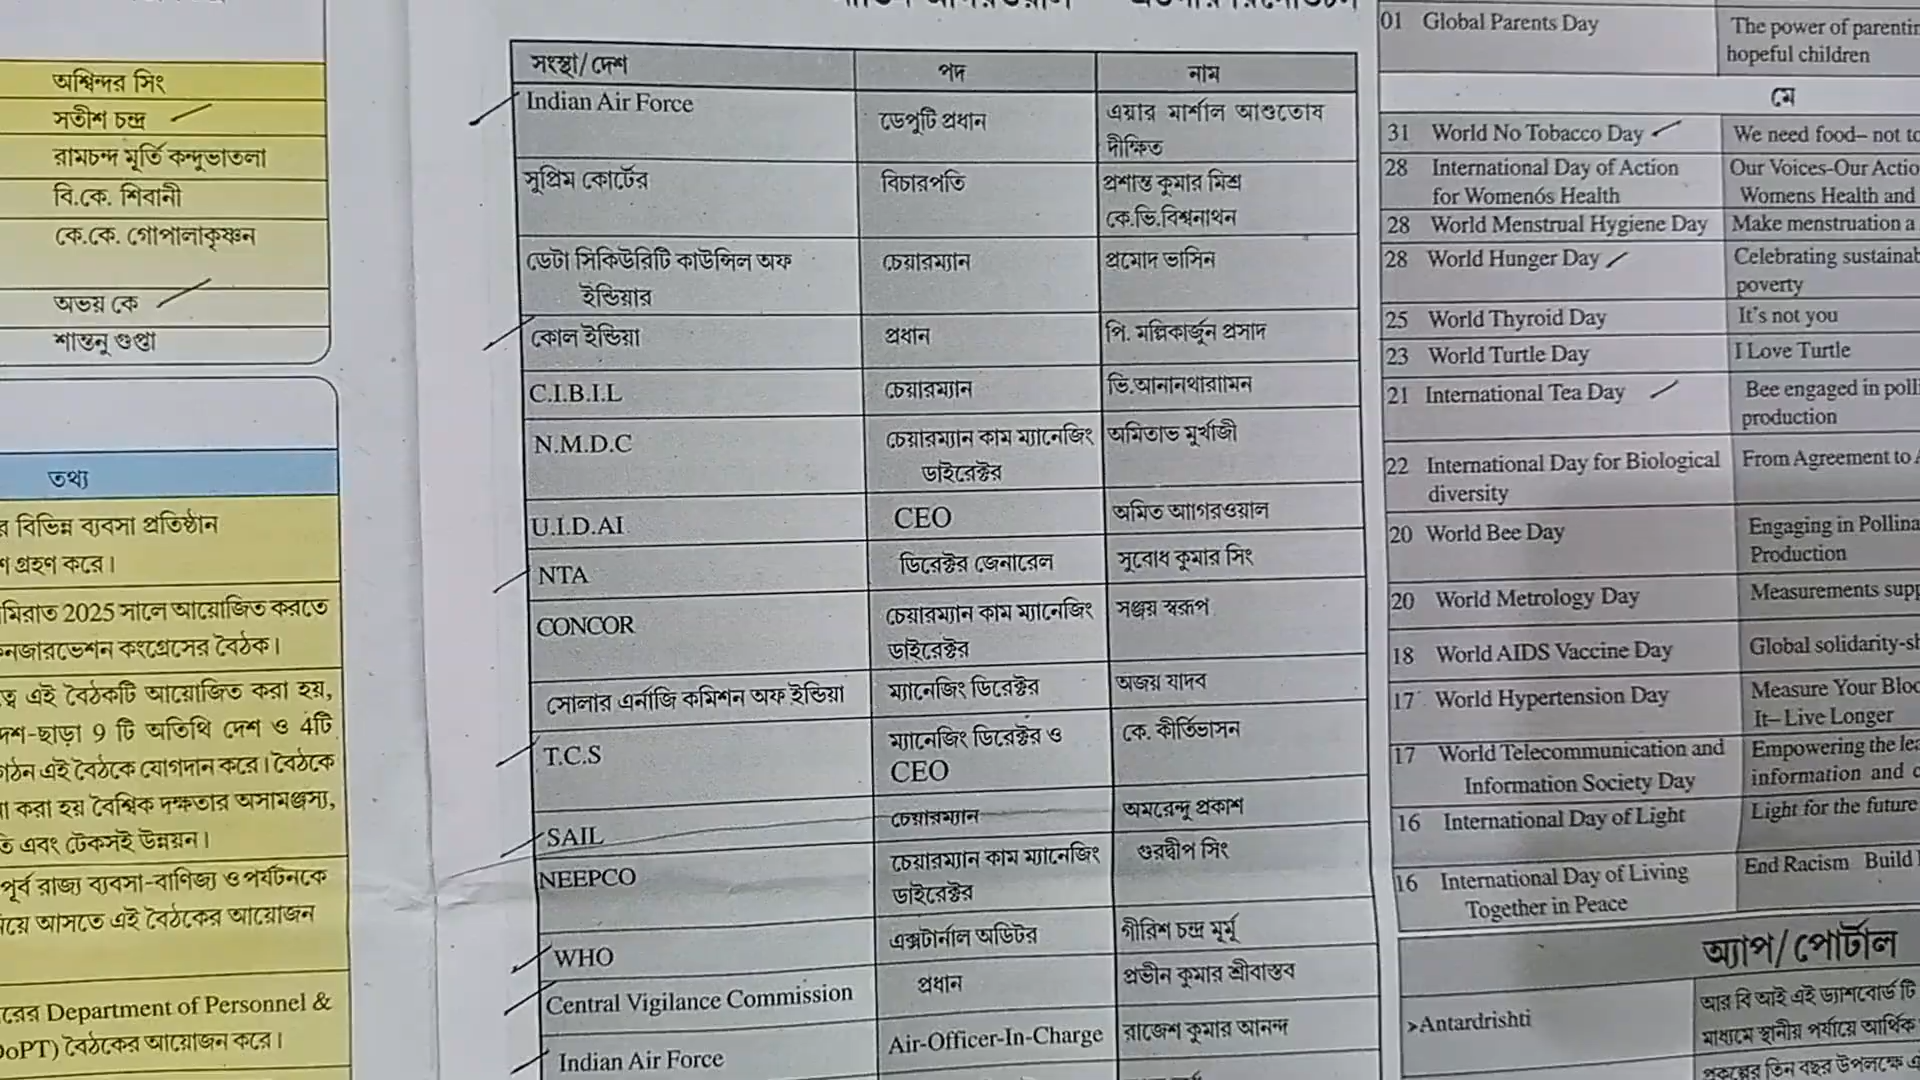 অশ্বিন্দর সিং
সতীশ চন্দ্র
রামচন্দ মূর্তি কন্দুভাতলা
বি.কে. শিবানী
কে.কে. গোপালাকৃষ্ণন
অভয় কে
শান্তনু গুপ্তা
তথ্য
র বিভিন্ন ব্যবসা প্রতিষ্ঠান
গ্রহণ করে।
মিরাত 2025 সালে আয়োজিত করতে
নজারভেশন কংগ্রেসের বৈঠক।
এই বৈঠকটি আয়োজিত করা হয়,
দেশ-ছাড়া 9 টি অতিথি দেশ ও 4টি
এই বৈঠকে যোগদান করে। বৈঠকে
করা হয় বৈশ্বিক দক্ষতার অসামঞ্জস্য,
এবং টেকসই উন্নয়ন।
পূর্ব রাজ্য ব্যবসা-বাণিজ্য ও পর্যটনকে
আসতে এই বৈঠকের আয়োজন
Department of Personnel &
DoPT) বৈঠকের আয়োজন করে।
সংস্থা/দেশ পদ নাম
Indian Air Force ডেপুটি প্রধান এয়ার মার্শাল আশুতোষ
দীক্ষিত
সুপ্রিম কোর্টের বিচারপতি প্রশান্ত কুমার মিশ্র
কে.ভি.বিশ্বনাথন
ডেটা সিকিউরিটি কাউন্সিল অফ চেয়ারম্যান প্রমোদ ভাসিন
ইন্ডিয়ার
কোল ইন্ডিয়া প্রধান পি. মল্লিকার্জুন প্রসাদ
C.I.B.I.L চেয়ারম্যান ভি.আনানথারাামন
N.M.D.C চেয়ারম্যান কাম ম্যানেজিং অমিতাভ মুর্খাজী
ডাইরেক্টর
U.I.D.AI CEO অমিত আাগরওয়াল
NTA ডিরেক্টর জেনারেল সুবোধ কুমার সিং
CONCOR চেয়ারম্যান কাম ম্যানেজিং সঞ্জয় স্বরূপ
ডাইরেক্টর
সোলার এর্নাজি কমিশন অফ ইন্ডিয়া ম্যানেজিং ডিরেক্টর অজয় যাদব
T.C.S ম্যানেজিং ডিরেক্টর ও কে. কীর্তিভাসন
CEO
SAIL চেয়ারম্যান অমরেন্দু প্রকাশ
NEEPCO চেয়ারম্যান কাম ম্যানেজিং গুরদ্বীপ সিং
ডাইরেক্টর
WHO এক্সটার্নাল অডিটর গীরিশ চন্দ্র মূর্মূ
Central Vigilance Commission প্রধান প্রভীন কুমার শ্রীবাস্তব
Indian Air Force Air-Officer-In-Charge রাজেশ কুমার আনন্দ
01 Global Parents Day The power of parentin
hopeful children
মে
31 World No Tobacco Day We need food– not to
28 International Day of Action Our Voices-Our Actio
for Womenós Health Womens Health and
28 World Menstrual Hygiene Day Make menstruation a
28 World Hunger Day Celebrating sustainab
poverty
25 World Thyroid Day It's not you
23 World Turtle Day I Love Turtle
21 International Tea Day Bee engaged in polli
production
22 International Day for Biological From Agreement to A
diversity
20 World Bee Day Engaging in Pollina
Production
20 World Metrology Day Measurements supp
18 World AIDS Vaccine Day Global solidarity-sh
17 World Hypertension Day Measure Your Bloo
It– Live Longer
17 World Telecommunication and Empowering the lea
Information Society Day information and c
16 International Day of Light Light for the future
16 International Day of Living End Racism Build
Together in Peace
অ্যাপ/পোর্টাল
>Antardrishti আর বি আই এই ড্যাশবোর্ড টি
মাধ্যমে স্থানীয় পর্যায়ে আর্থিক
প্রকল্পের তিন বছর উপলক্ষে এ